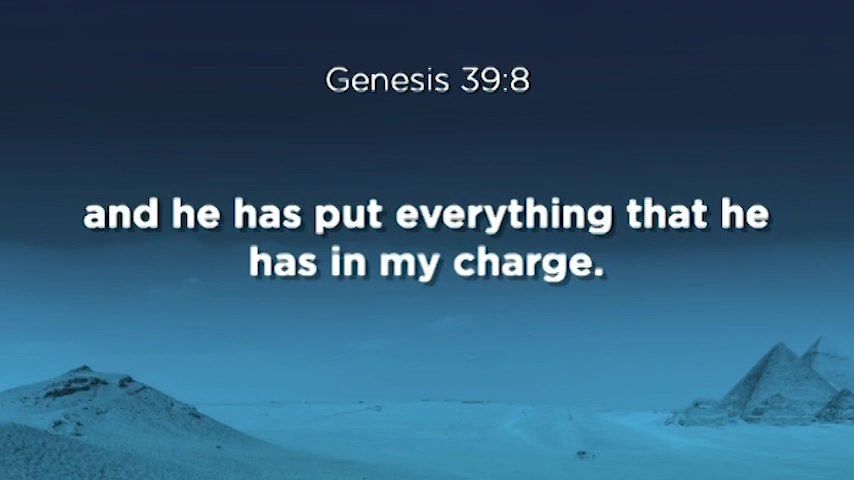 Genesis 39:8
and he has put everything that he
has in my charge.